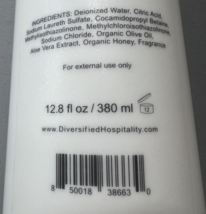 INGREDIENTS: Deionized Water, Citric Acid,
Sodium Laureth Sulfate, Cocamidopropyl Betaine,
Methylisothiazolinone, Methylchloroisothiazolinone,
Sodium Chloride, Organic Olive Oil,
Aloe Vera Extract, Organic Honey, Fragrance
For external use only
12.8 fl oz / 380 ml
www.DiversifiedHospitality.com
8 50018 38663 0